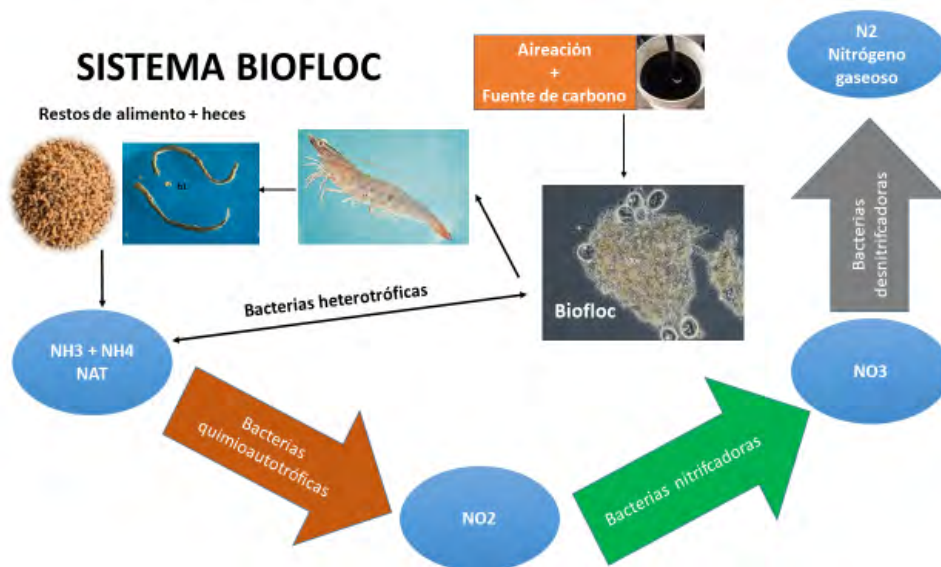 SISTEMA BIOFLOC
Restos de alimento + heces
Aireación
+
Fuente de carbono
N2
Nitrógeno
gaseoso
Bacterias
desnitrifcadoras
Bacterias heterotróficas
Biofloc
NH3 + NH4
NAT
NO3
Bacterias
quimioautotróficas
Bacterias nitrifcadoras
NO2